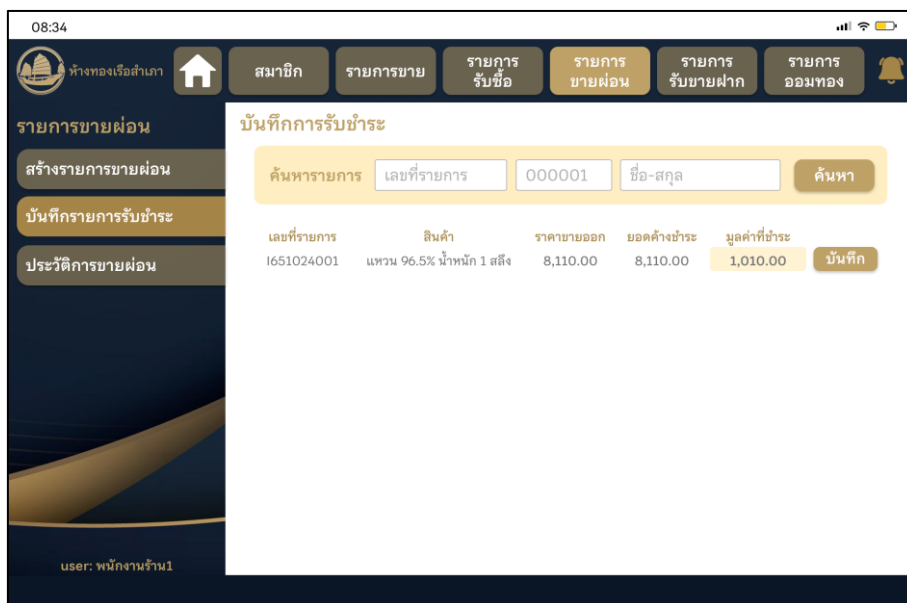 08:34
ห้างทองเรือสำเภา
สมาชิก
รายการขาย
รายการ
รับซื้อ
รายการ
ขายผ่อน
รายการ
รับขายฝาก
รายการ
ออมทอง
รายการขายผ่อน
สร้างรายการขายผ่อน
บันทึกรายการรับชำระ
ประวัติการขายผ่อน
user: พนักงานร้าน1
บันทึกการรับชำระ
ค้นหารายการ เลขที่รายการ 000001 ชื่อ-สกุล ค้นหา
เลขที่รายการ สินค้า ราคาขายออก ยอดค้างชำระ มูลค่าที่ชำระ
I651024001 แหวน 96.5% น้ำหนัก 1 สลึง 8,110.00 8,110.00 1,010.00 บันทึก